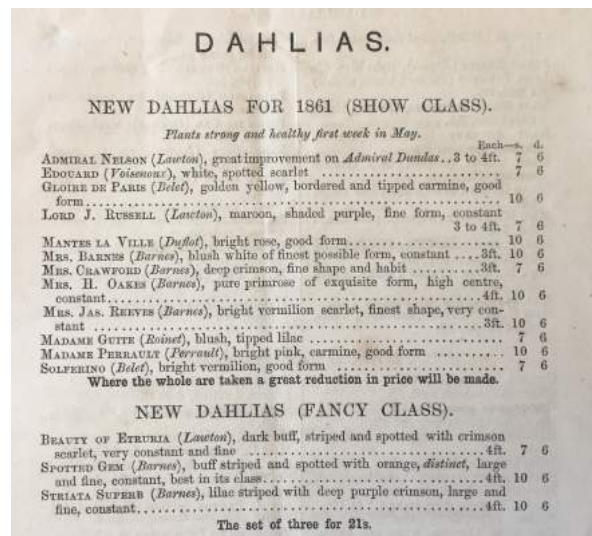 DAHLIAS.
NEW DAHLIAS FOR 1861 (SHOW CLASS).
Plants strong and healthy first week in May.
Each—s. d.
ADMIRAL NELSON (Lawton), great improvement on Admiral Dundas..3 to 4ft. 7 6
EDOUARD (Voisenour), white, spotted scarlet ........................ 7 6
GLOIRE DE PARIS (Belet), golden yellow, bordered and tipped carmine, good
form............................................................ 10 6
LORD J. RUSSELL (Lawton), maroon, shaded purple, fine form, constant
3 to 4ft. 7 6
MANTES LA VILLE (Duflot), bright rose, good form.................... 10 6
MRS. BARNES (Barnes), blush white of finest possible form, constant ....3ft. 10 6
MRS. CRAWFORD (Barnes), deep crimson, fine shape and habit ..........3ft. 7 6
MRS. H. OAKES (Barnes), pure primrose of exquisite form, high centre,
constant........................................................4ft. 10 6
MRS. JAS. REEVES (Barnes), bright vermilion scarlet, finest shape, very con-
stant ..........................................................3ft. 10 6
MADAME GUITE (Roinet), blush, tipped lilac .......................... 7 6
MADAME PERRAULT (Perrault), bright pink, carmine, good form .......... 10 6
SOLFERINO (Belet), bright vermilion, good form ...................... 7 6
Where the whole are taken a great reduction in price will be made.
NEW DAHLIAS (FANCY CLASS).
BEAUTY OF ETRURIA (Lawton), dark buff, striped and spotted with crimson
scarlet, very constant and fine ................................4ft. 7 6
SPOTTED GEM (Barnes), buff striped and spotted with orange, distinct, large
and fine, constant, best in its class............................4ft. 10 6
STRIATA SUPERB (Barnes), lilac striped with deep purple crimson, large and
fine, constant..................................................4ft. 10 6
The set of three for 21s.